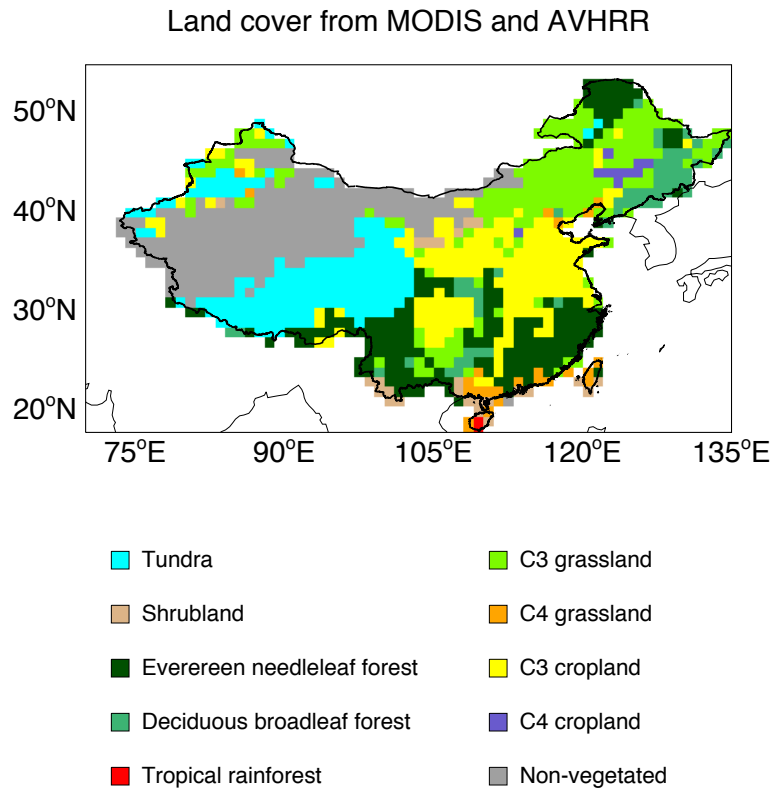 Land cover from MODIS and AVHRR
50°N
40°N
30°N
20°N
75°E 90°E 105°E 120°E 135°E
Tundra
C3 grassland
Shrubland
C4 grassland
Everereen needleleaf forest
C3 cropland
Deciduous broadleaf forest
C4 cropland
Tropical rainforest
Non-vegetated